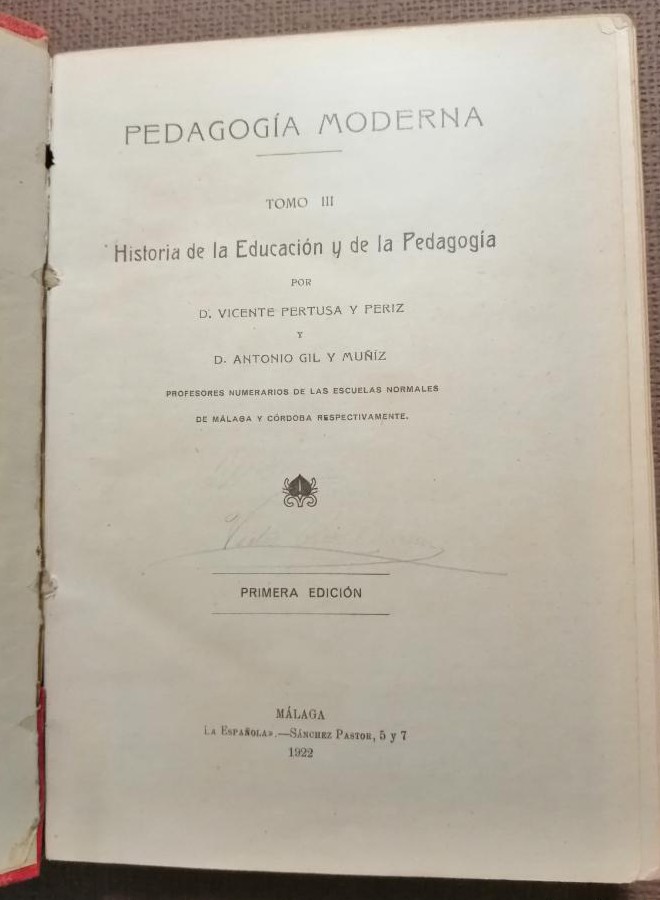 PEDAGOGÍA MODERNA
TOMO III
Historia de la Educación y de la Pedagogía
POR
D. VICENTE PERTUSA Y PERIZ
Y
D. ANTONIO GIL Y MUÑÍZ
PROFESORES NUMERARIOS DE LAS ESCUELAS NORMALES
DE MÁLAGA Y CÓRDOBA RESPECTIVAMENTE.
PRIMERA EDICIÓN
MÁLAGA
LA ESPAÑOLA».—SÁNCHEZ PASTOR, 5 y 7
1922